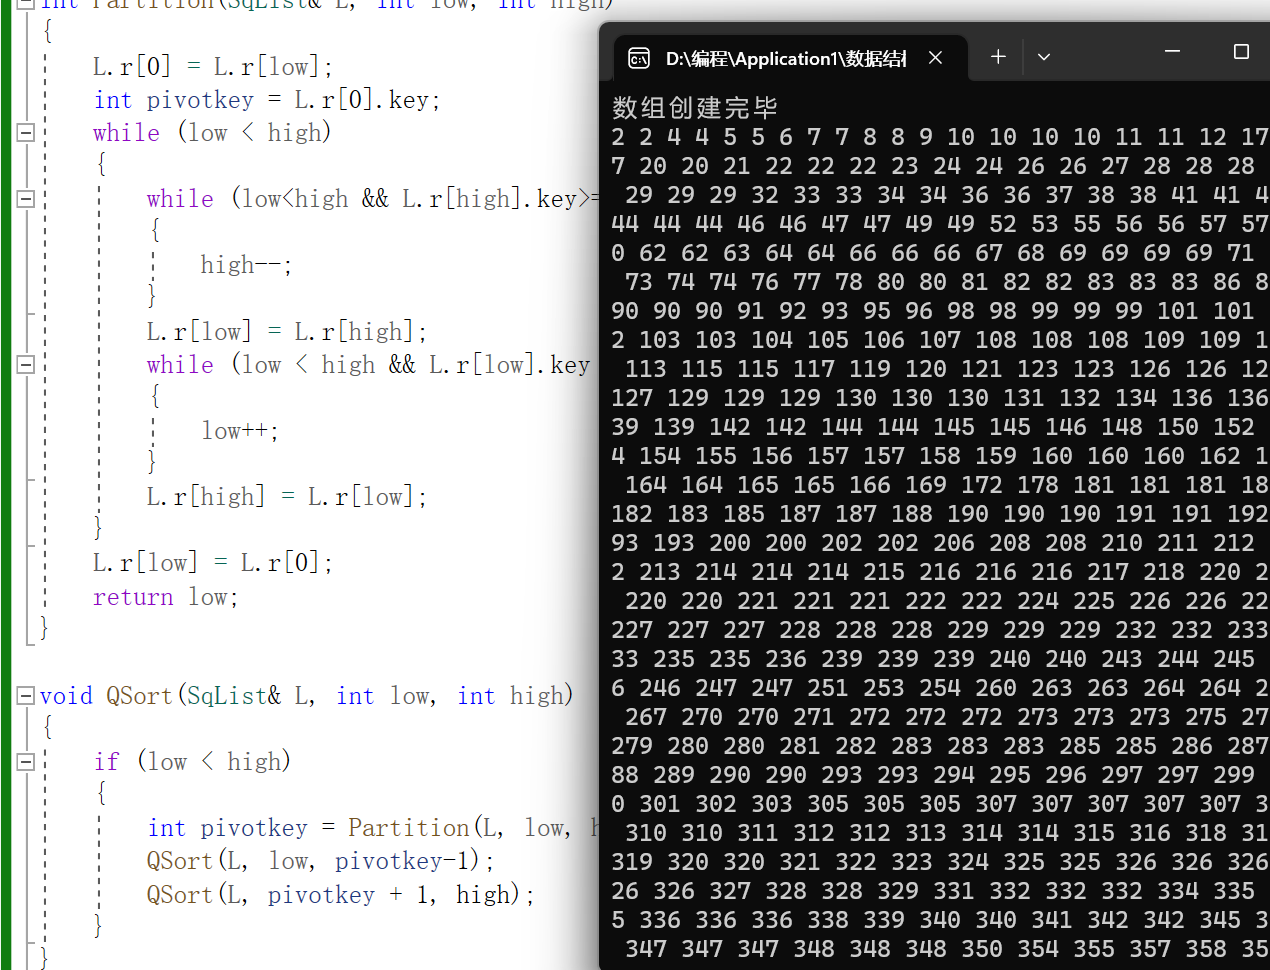 int Partition(SqList& L, int low, int high)
{
L.r[0] = L.r[low];
int pivotkey = L.r[0].key;
while (low < high)
{
while (low<high && L.r[high].key>=
{
high--;
}
L.r[low] = L.r[high];
while (low < high && L.r[low].key
{
low++;
}
L.r[high] = L.r[low];
}
L.r[low] = L.r[0];
return low;
}
void QSort(SqList& L, int low, int high)
{
if (low < high)
{
int pivotkey = Partition(L, low, h
QSort(L, low, pivotkey-1);
QSort(L, pivotkey + 1, high);
}
}
D:\编程\Application1\数据结
数组创建完毕
2 2 4 4 5 5 6 7 7 8 8 9 10 10 10 10 11 11 12 17
7 20 20 21 22 22 22 23 24 24 26 26 27 28 28 28
29 29 29 32 33 33 34 34 36 36 37 38 38 41 41 4
44 44 44 46 46 47 47 49 49 52 53 55 56 56 57 57
0 62 62 63 64 64 66 66 66 67 68 69 69 69 69 71
73 74 74 76 77 78 80 80 81 82 82 83 83 83 86 8
90 90 90 91 92 93 95 96 98 98 99 99 99 101 101
2 103 103 104 105 106 107 108 108 108 109 109 1
113 115 115 117 119 120 121 123 123 126 126 12
127 129 129 129 130 130 130 131 132 134 136 136
39 139 142 142 144 144 145 145 146 148 150 152
4 154 155 156 157 157 158 159 160 160 160 162 1
164 164 165 165 166 169 172 178 181 181 181 18
182 183 185 187 187 188 190 190 190 191 191 192
93 193 200 200 202 202 206 208 208 210 211 212
2 213 214 214 214 215 216 216 216 217 218 220 2
220 220 221 221 221 222 222 224 225 226 226 22
227 227 227 228 228 228 229 229 229 232 232 233
33 235 235 236 239 239 239 240 240 243 244 245
6 246 247 247 251 253 254 260 263 263 264 264 2
267 270 270 271 272 272 272 273 273 273 275 27
279 280 280 281 282 283 283 283 285 285 286 287
88 289 290 290 293 293 294 295 296 297 297 299
0 301 302 303 305 305 305 307 307 307 307 307 3
310 310 311 312 312 313 314 314 315 316 318 31
319 320 320 321 322 323 324 325 325 326 326 326
26 326 327 328 328 329 331 332 332 332 334 335
5 336 336 336 338 339 340 340 341 342 342 345 3
347 347 347 348 348 348 350 354 355 357 358 35